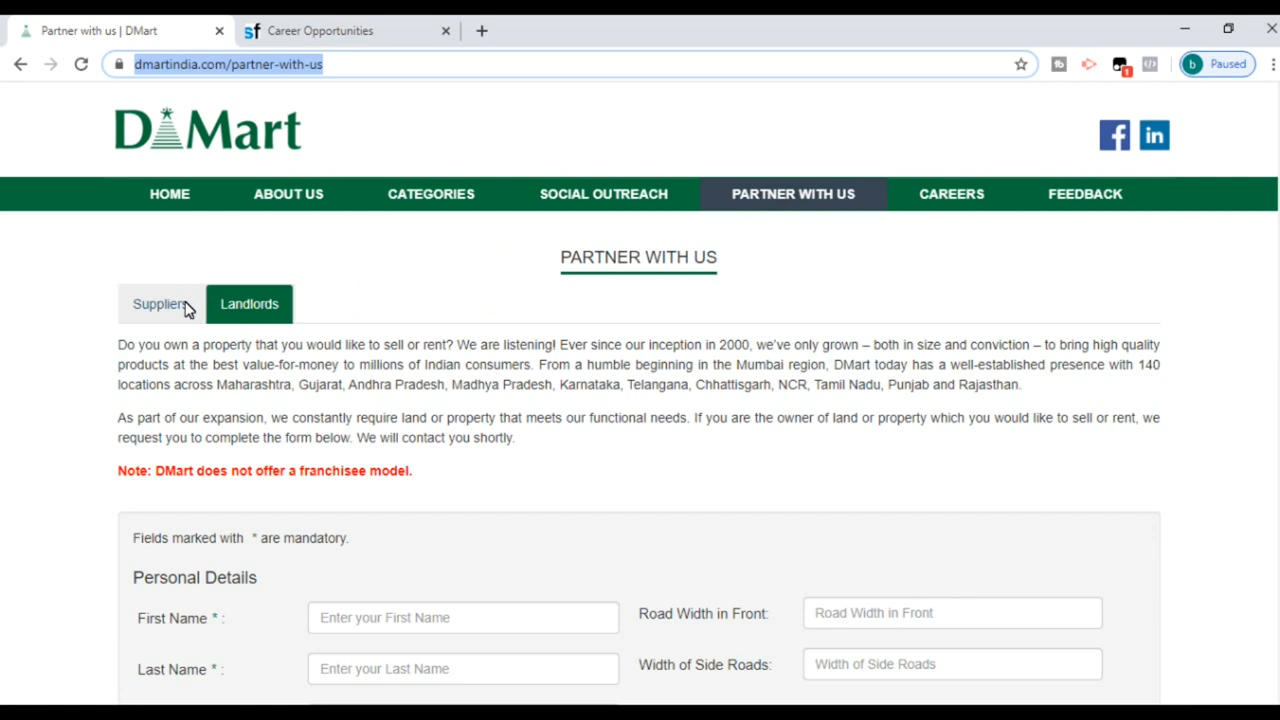 Partner with us | DMart
Career Opportunities
dmartindia.com/partner-with-us
1
b Paused
D Mart
HOME ABOUT US CATEGORIES SOCIAL OUTREACH PARTNER WITH US CAREERS FEEDBACK
PARTNER WITH US
Suppliers Landlords
Do you own a property that you would like to sell or rent? We are listening! Ever since our inception in 2000, we've only grown – both in size and conviction – to bring high quality
products at the best value-for-money to millions of Indian consumers. From a humble beginning in the Mumbai region, DMart today has a well-established presence with 140
locations across Maharashtra, Gujarat, Andhra Pradesh, Madhya Pradesh, Karnataka, Telangana, Chhattisgarh, NCR, Tamil Nadu, Punjab and Rajasthan.
As part of our expansion, we constantly require land or property that meets our functional needs. If you are the owner of land or property which you would like to sell or rent, we
request you to complete the form below. We will contact you shortly.
Note: DMart does not offer a franchisee model.
Fields marked with * are mandatory.
Personal Details
First Name * : Enter your First Name Road Width in Front: Road Width in Front
Last Name * : Enter your Last Name Width of Side Roads: Width of Side Roads